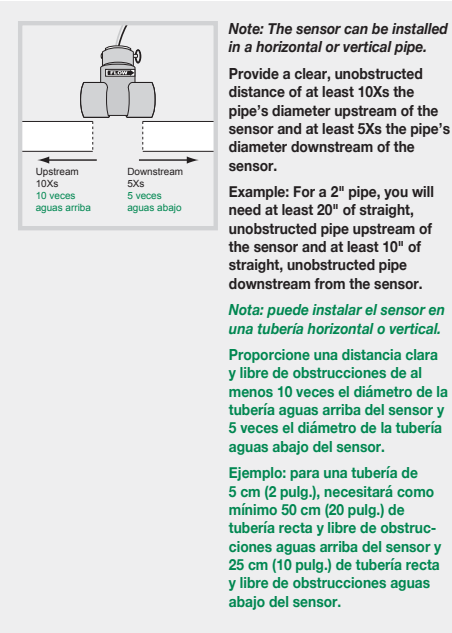 FLOW
Upstream
10Xs
10 veces
aguas arriba
Downstream
5Xs
5 veces
aguas abajo
Note: The sensor can be installed
in a horizontal or vertical pipe.
Provide a clear, unobstructed
distance of at least 10Xs the
pipe's diameter upstream of the
sensor and at least 5Xs the pipe's
diameter downstream of the
sensor.
Example: For a 2" pipe, you will
need at least 20" of straight,
unobstructed pipe upstream of
the sensor and at least 10" of
straight, unobstructed pipe
downstream from the sensor.
Nota: puede instalar el sensor en
una tubería horizontal o vertical.
Proporcione una distancia clara
y libre de obstrucciones de al
menos 10 veces el diámetro de la
tubería aguas arriba del sensor y
5 veces el diámetro de la tubería
aguas abajo del sensor.
Ejemplo: para una tubería de
5 cm (2 pulg.), necesitará como
mínimo 50 cm (20 pulg.) de
tubería recta y libre de obstruc-
ciones aguas arriba del sensor y
25 cm (10 pulg.) de tubería recta
y libre de obstrucciones aguas
abajo del sensor.